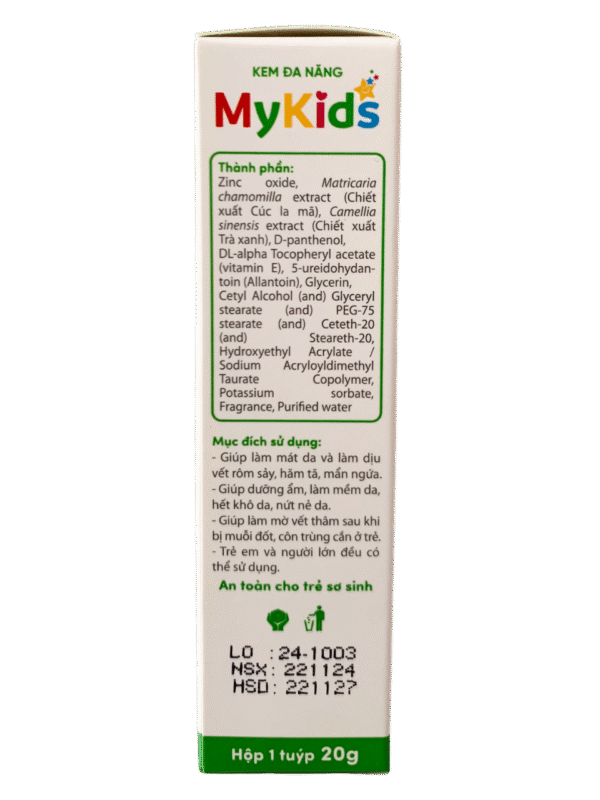 KEM ĐA NĂNG
MyKids
Thành phần:
Zinc oxide, Matricaria
chamomilla extract (Chiết
xuất Cúc la mã), Camellia
sinensis extract (Chiết xuất
Trà xanh), D-panthenol,
DL-alpha Tocopheryl acetate
(vitamin E), 5-ureidohydan-
toin (Allantoin), Glycerin,
Cetyl Alcohol (and) Glyceryl
stearate (and) PEG-75
stearate (and) Ceteth-20
(and) Steareth-20,
Hydroxyethyl Acrylate /
Sodium Acryloyldimethyl
Taurate Copolymer,
Potassium sorbate,
Fragrance, Purified water
Mục đích sử dụng:
- Giúp làm mát da và làm dịu
vết rôm sảy, hăm tã, mẩn ngứa.
- Giúp dưỡng ẩm, làm mềm da,
hết khô da, nứt nẻ da.
- Giúp làm mờ vết thâm sau khi
bị muỗi đốt, côn trùng cắn ở trẻ.
- Trẻ em và người lớn đều có
thể sử dụng.
An toàn cho trẻ sơ sinh
LO : 24-1003
NSX: 221124
HSD: 221127
Hộp 1 tuýp 20g